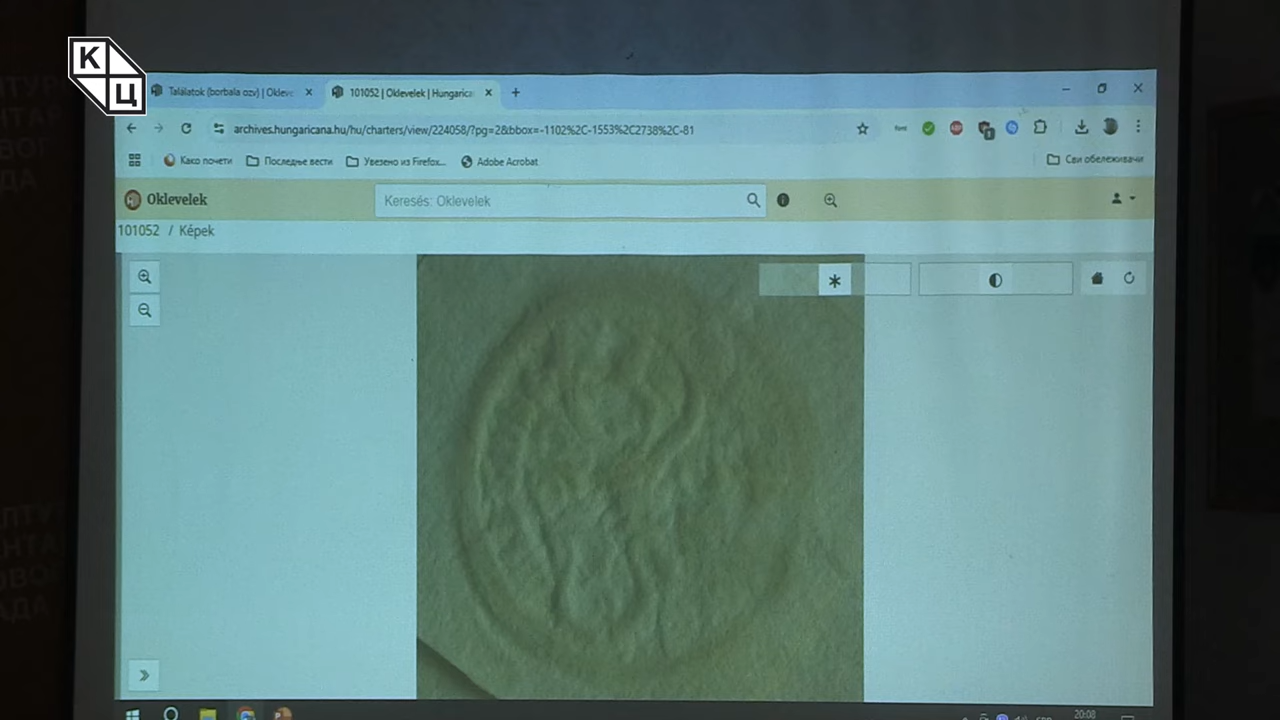 К
Ц
Találatok (borbala ozv) | Okleve
101052 | Oklevelek | Hungarica
archives.hungaricana.hu/hu/charters/view/224058/?pg=2&bbox=-1102%2C-1553%2C2738%2C-81
Како почети
Последње вести
Увезено из Firefox...
Adobe Acrobat
Сви обележивачи
Oklevelek
Keresés: Oklevelek
101052 / Képek
20:08